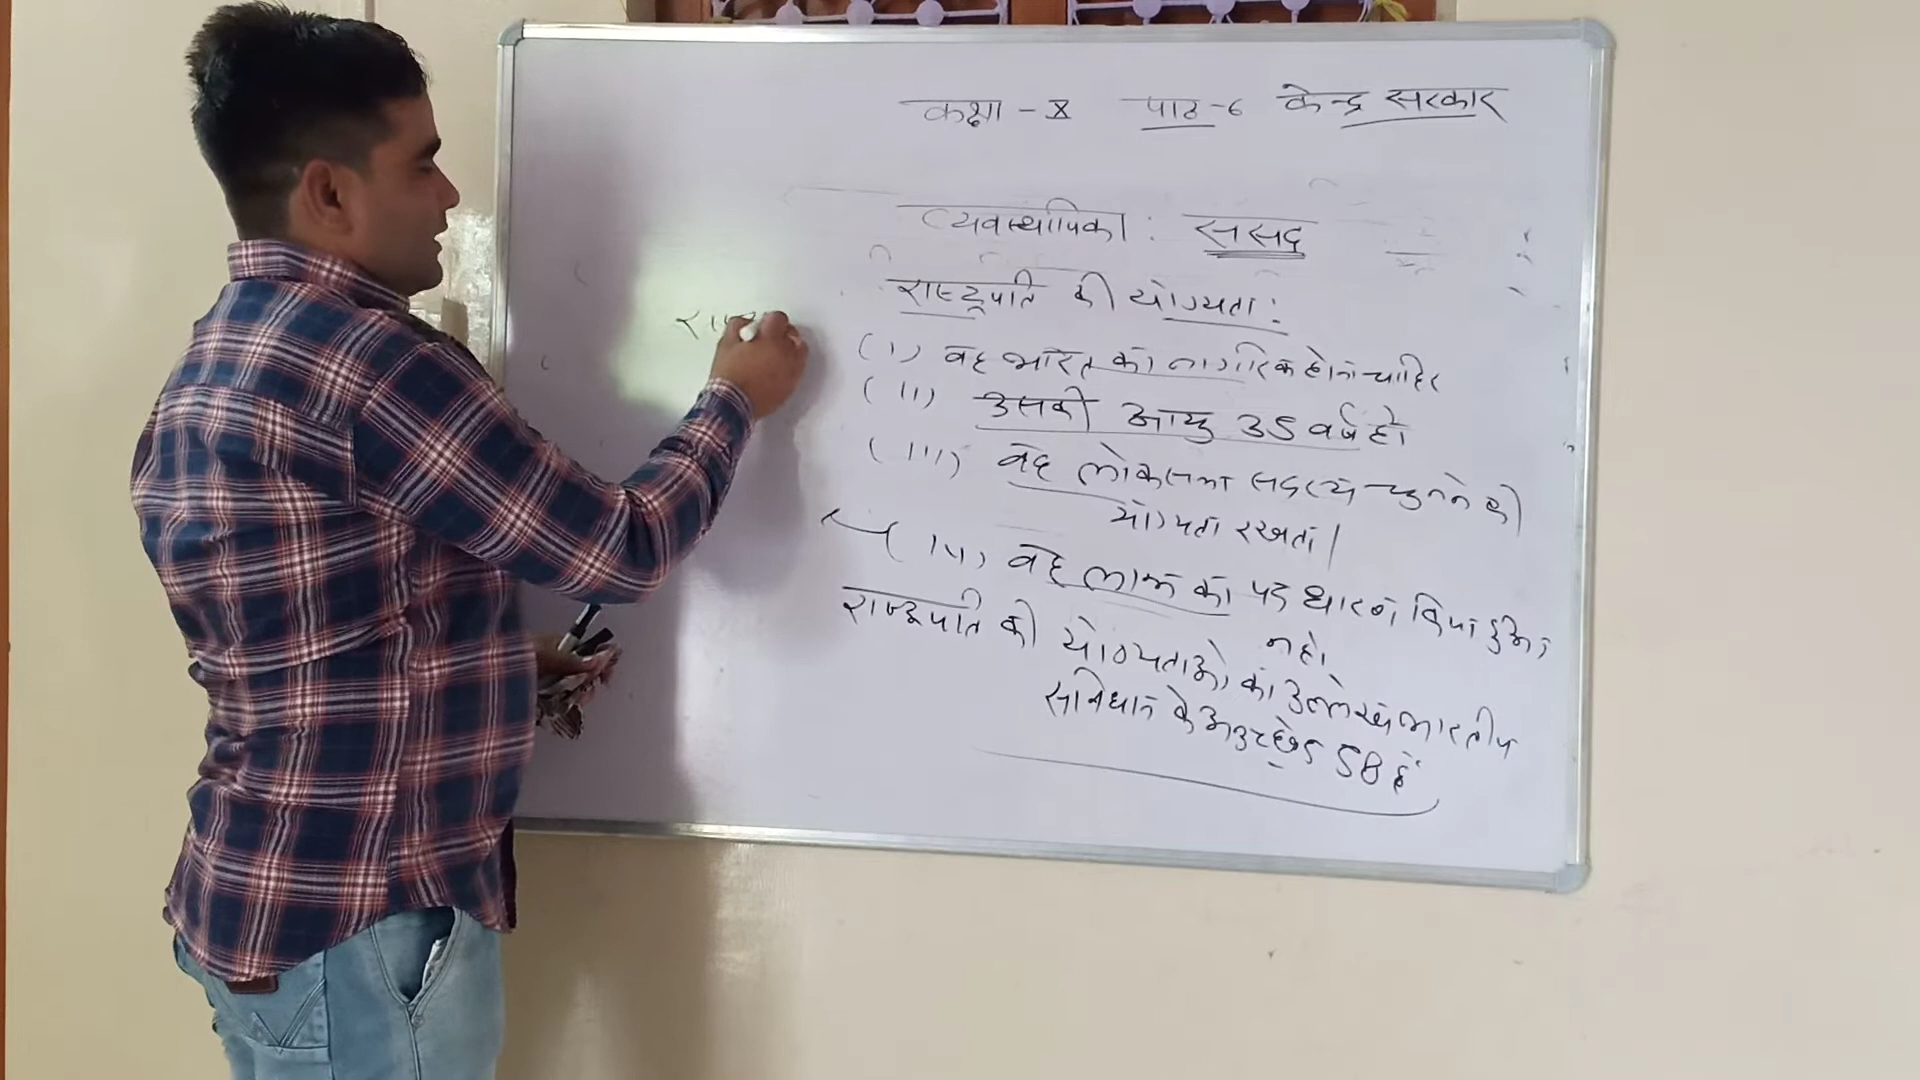 कक्षा - X पाठ-6 केन्द्र सरकार
व्यवस्थापिका : संसद
राष्ट्रपति की योग्यता :
(i) वह भारत का नागरिक होना चाहिए
(ii) उसकी आयु 35 वर्ष हो
(iii) वह लोकसभा सदस्य चुनने की
योग्यता रखता।
(iv) वह लाभ का पद धारण किया हुआ
न हो।
राष्ट्रपति की योग्यताओं का उल्लेख भारतीय
संविधान के अनुच्छेद 58 है